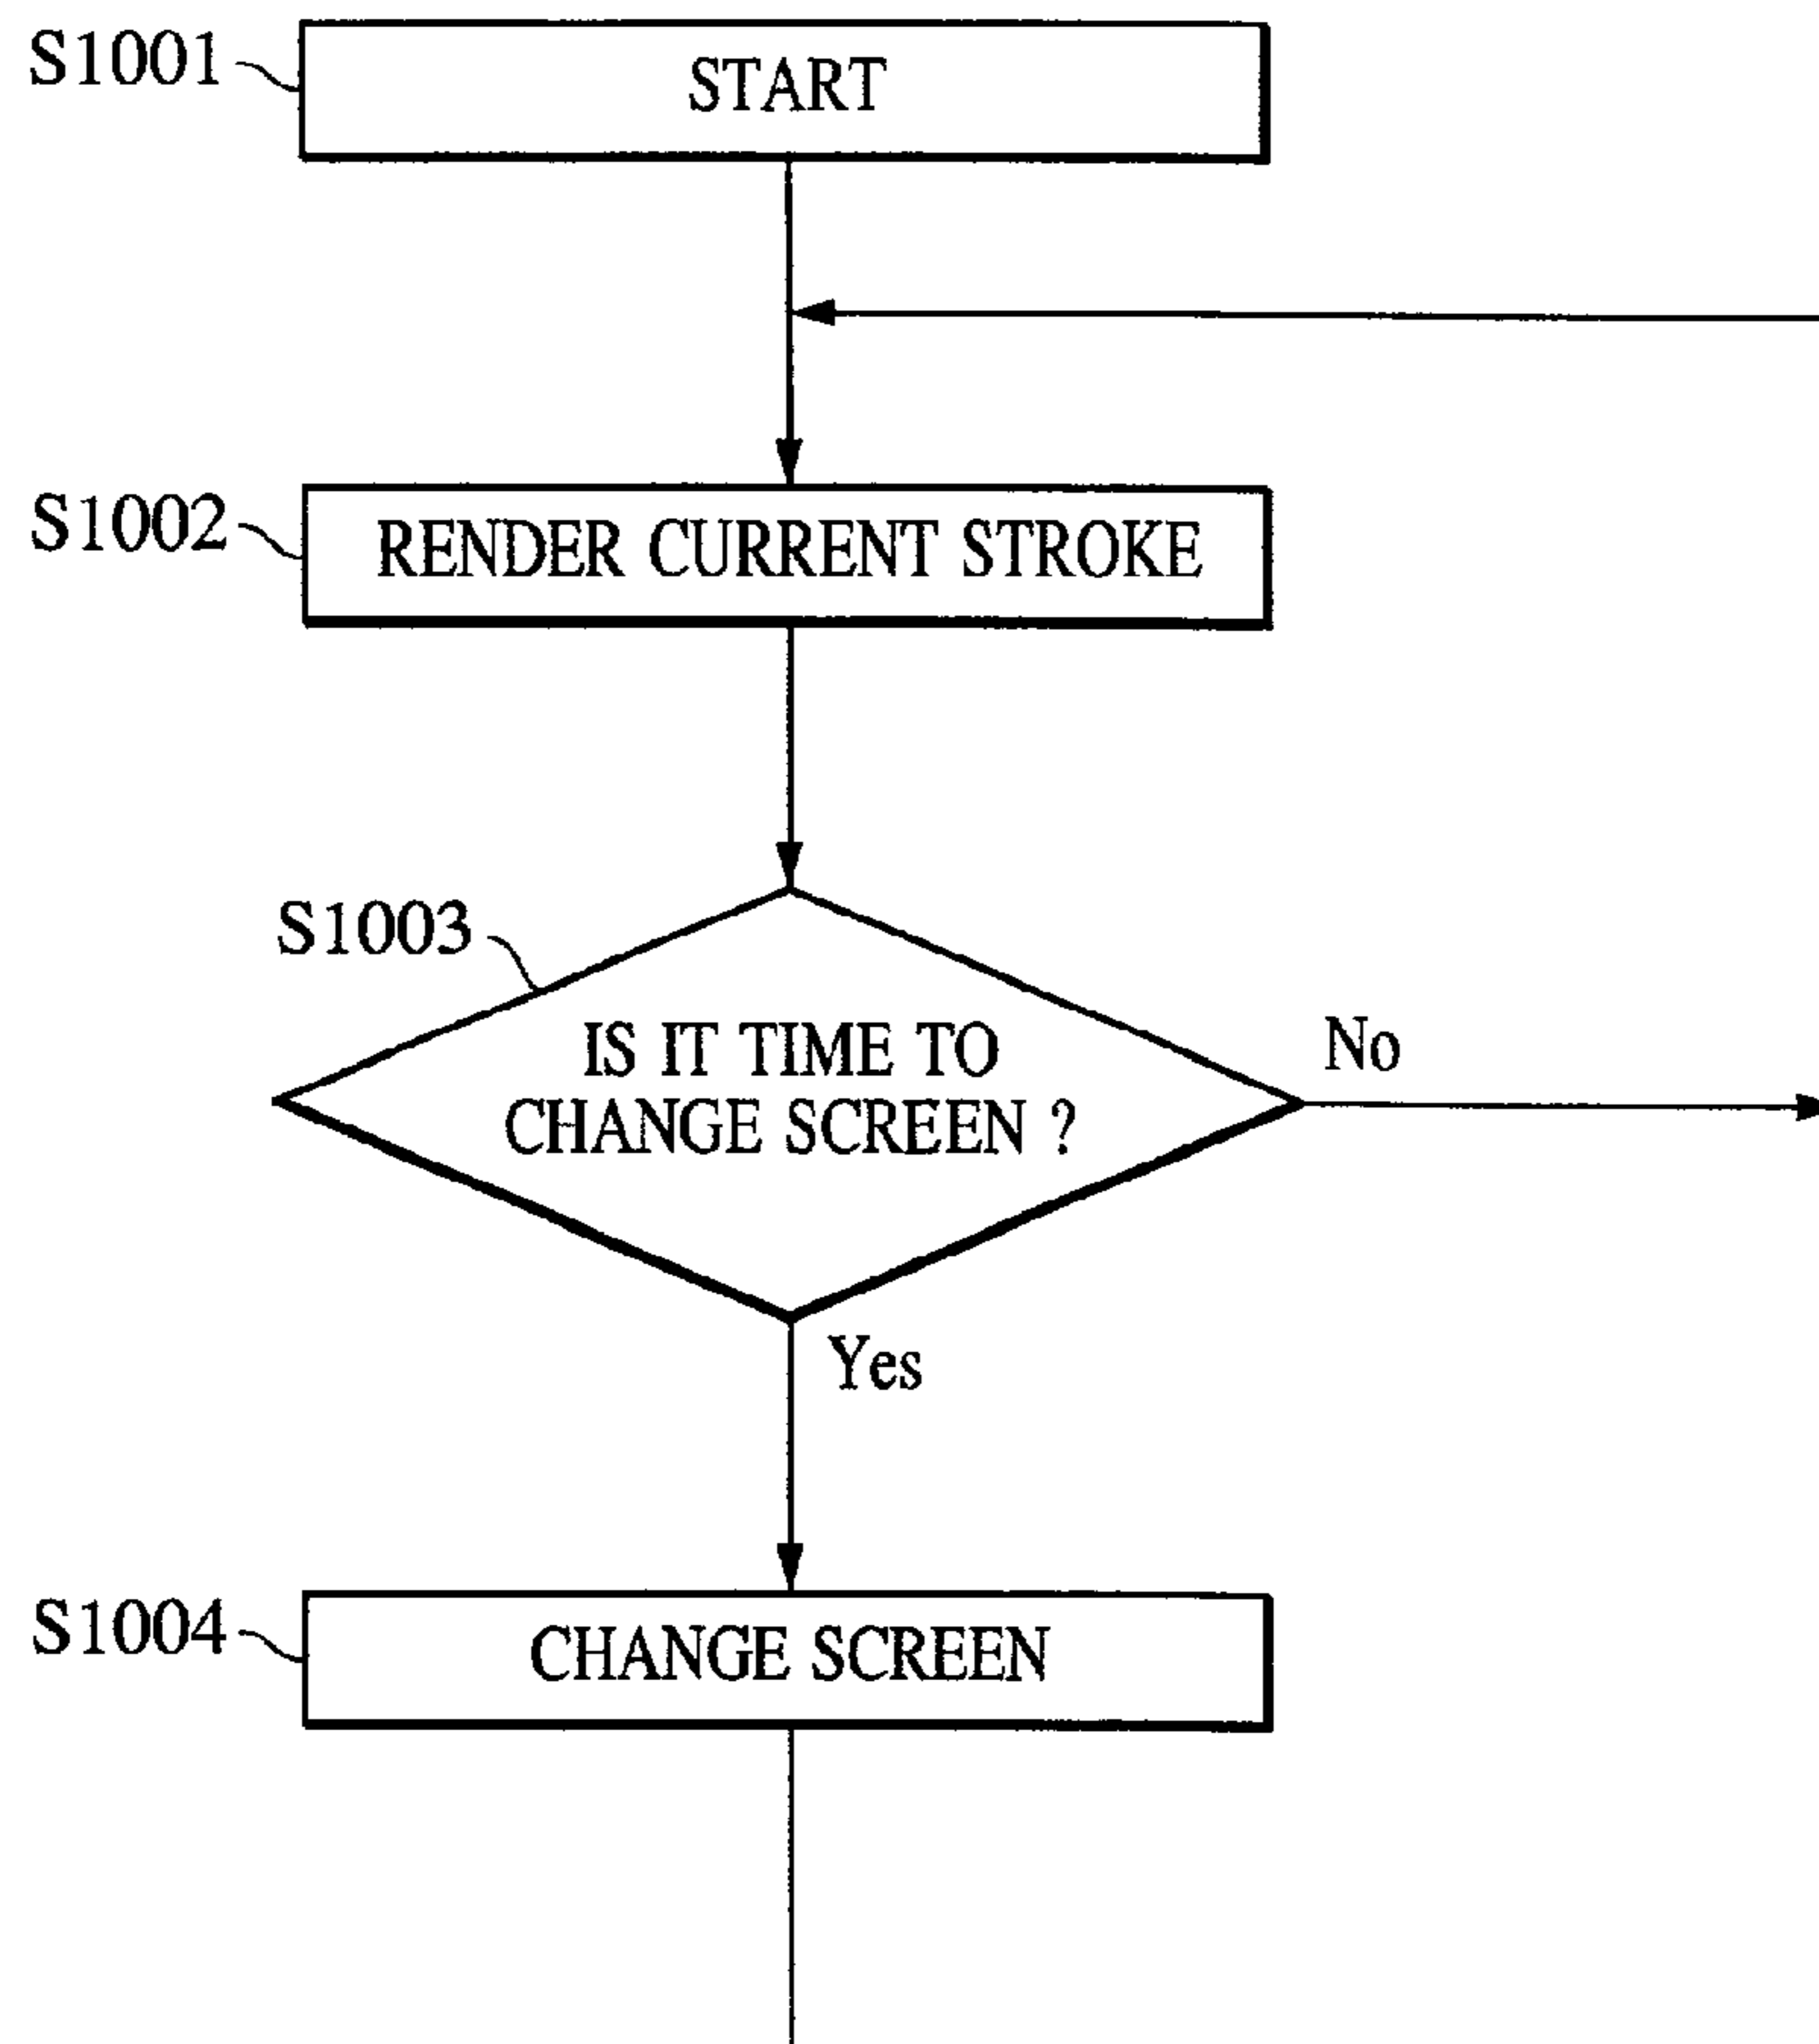 S1001
START
S1002
RENDER CURRENT STROKE
S1003
IS IT TIME TO
CHANGE SCREEN ?
No
Yes
S1004
CHANGE SCREEN